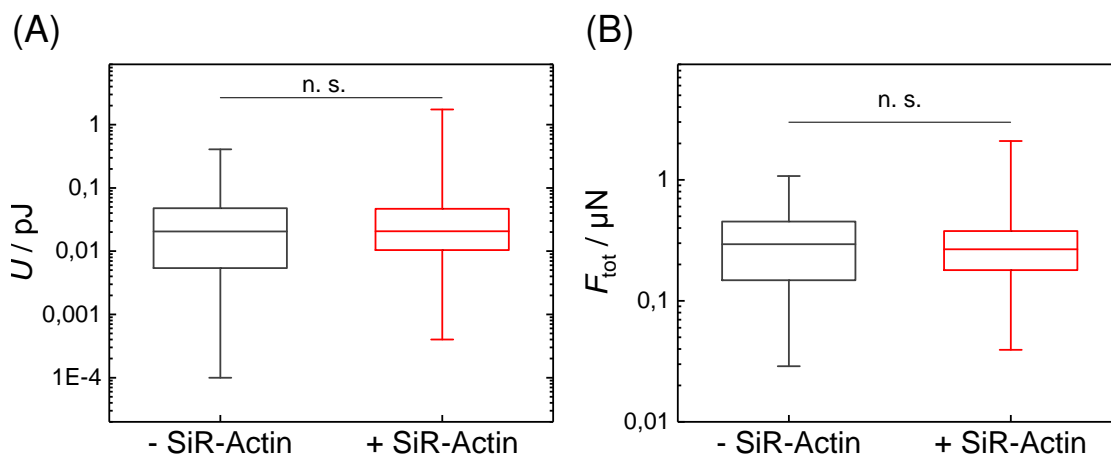 (A)
n. s.
1
0,1
0,01
0,001
1E-4
U / pJ
- SiR-Actin
+ SiR-Actin
(B)
n. s.
1
0,1
0,01
Ftot / µN
- SiR-Actin
+ SiR-Actin